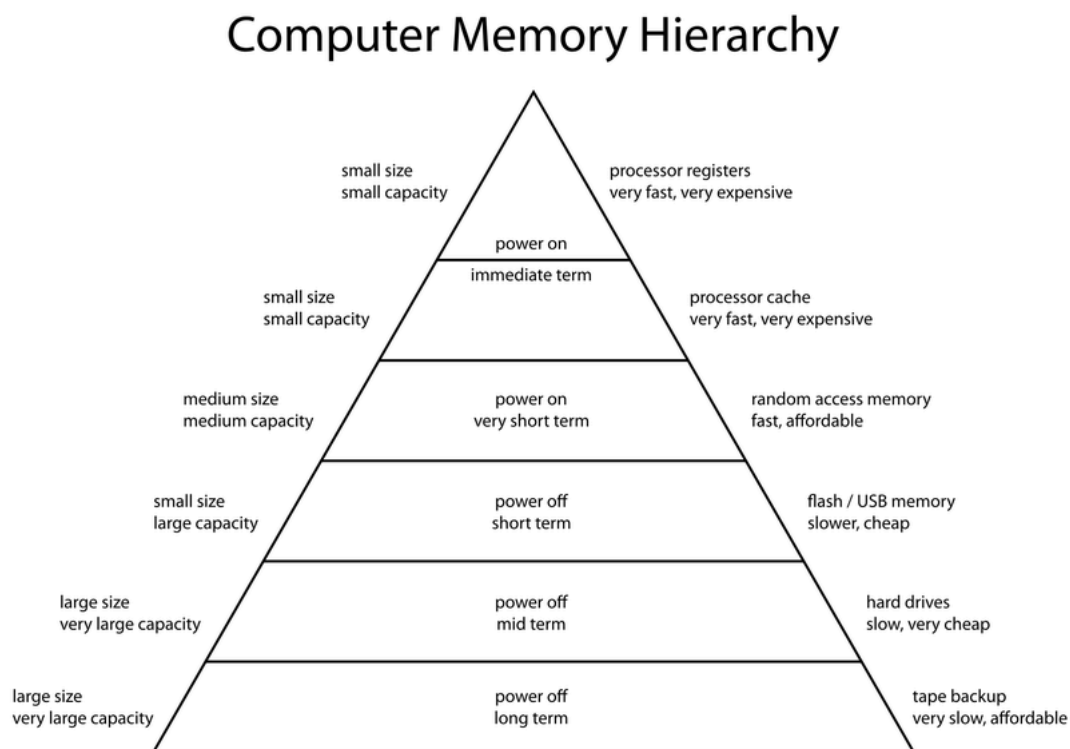 Computer Memory Hierarchy
small size
small capacity
processor registers
very fast, very expensive
power on
immediate term
small size
small capacity
processor cache
very fast, very expensive
medium size
medium capacity
power on
very short term
random access memory
fast, affordable
small size
large capacity
power off
short term
flash / USB memory
slower, cheap
large size
very large capacity
power off
mid term
hard drives
slow, very cheap
large size
very large capacity
power off
long term
tape backup
very slow, affordable